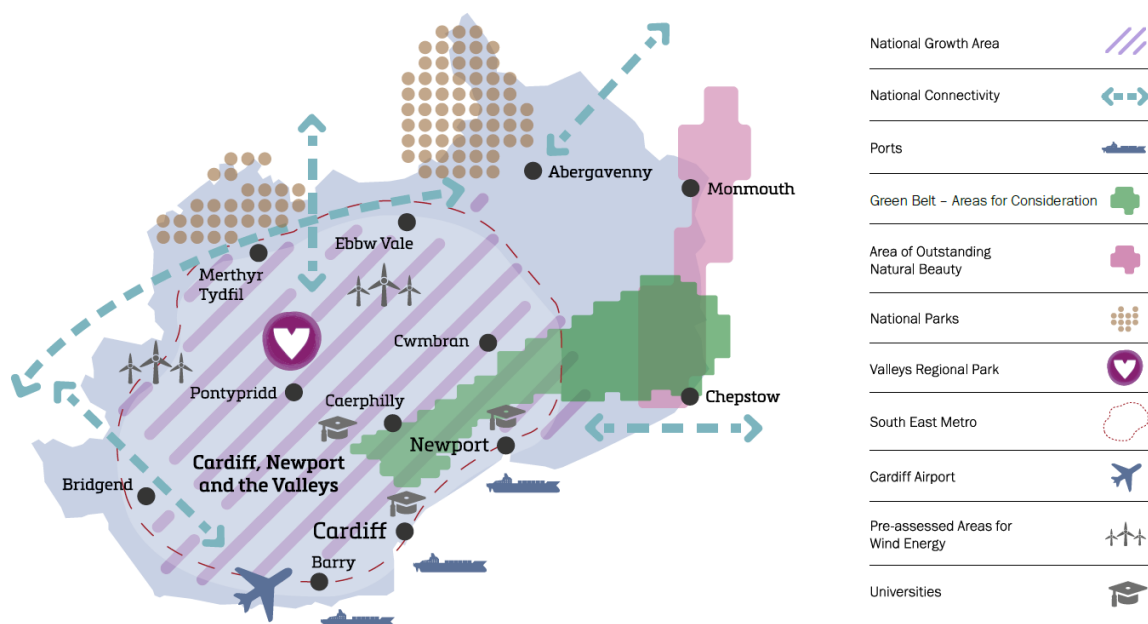 Abergavenny
Monmouth
Ebbw Vale
Merthyr
Tydfil
Cwmbran
Pontypridd
Caerphilly
Chepstow
Newport
Cardiff, Newport
and the Valleys
Bridgend
Cardiff
Barry
National Growth Area
National Connectivity
Ports
Green Belt – Areas for Consideration
Area of Outstanding
Natural Beauty
National Parks
Valleys Regional Park
South East Metro
Cardiff Airport
Pre-assessed Areas for
Wind Energy
Universities